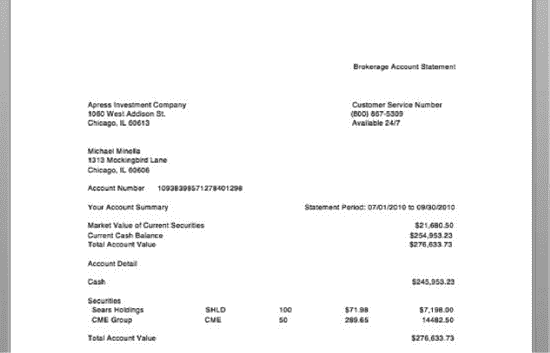 Brokerage Account Statement
Apress Investment Company
1060 West Addison St.
Chicago, IL 60613
Customer Service Number
(800) 867-5309
Available 24/7
Michael Minella
1313 Mockingbird Lane
Chicago, IL 60606
Account Number 10938398571278401298
Your Account Summary Statement Period: 07/01/2010 to 09/30/2010
Market Value of Current Securities $21,680.50
Current Cash Balance $254,953.23
Total Account Value $276,633.73
Account Detail
Cash $245,953.23
Securities
Sears Holdings SHLD 100 $71.98 $7,198.00
CME Group CME 50 289.65 14482.50
Total Account Value $276,633.73